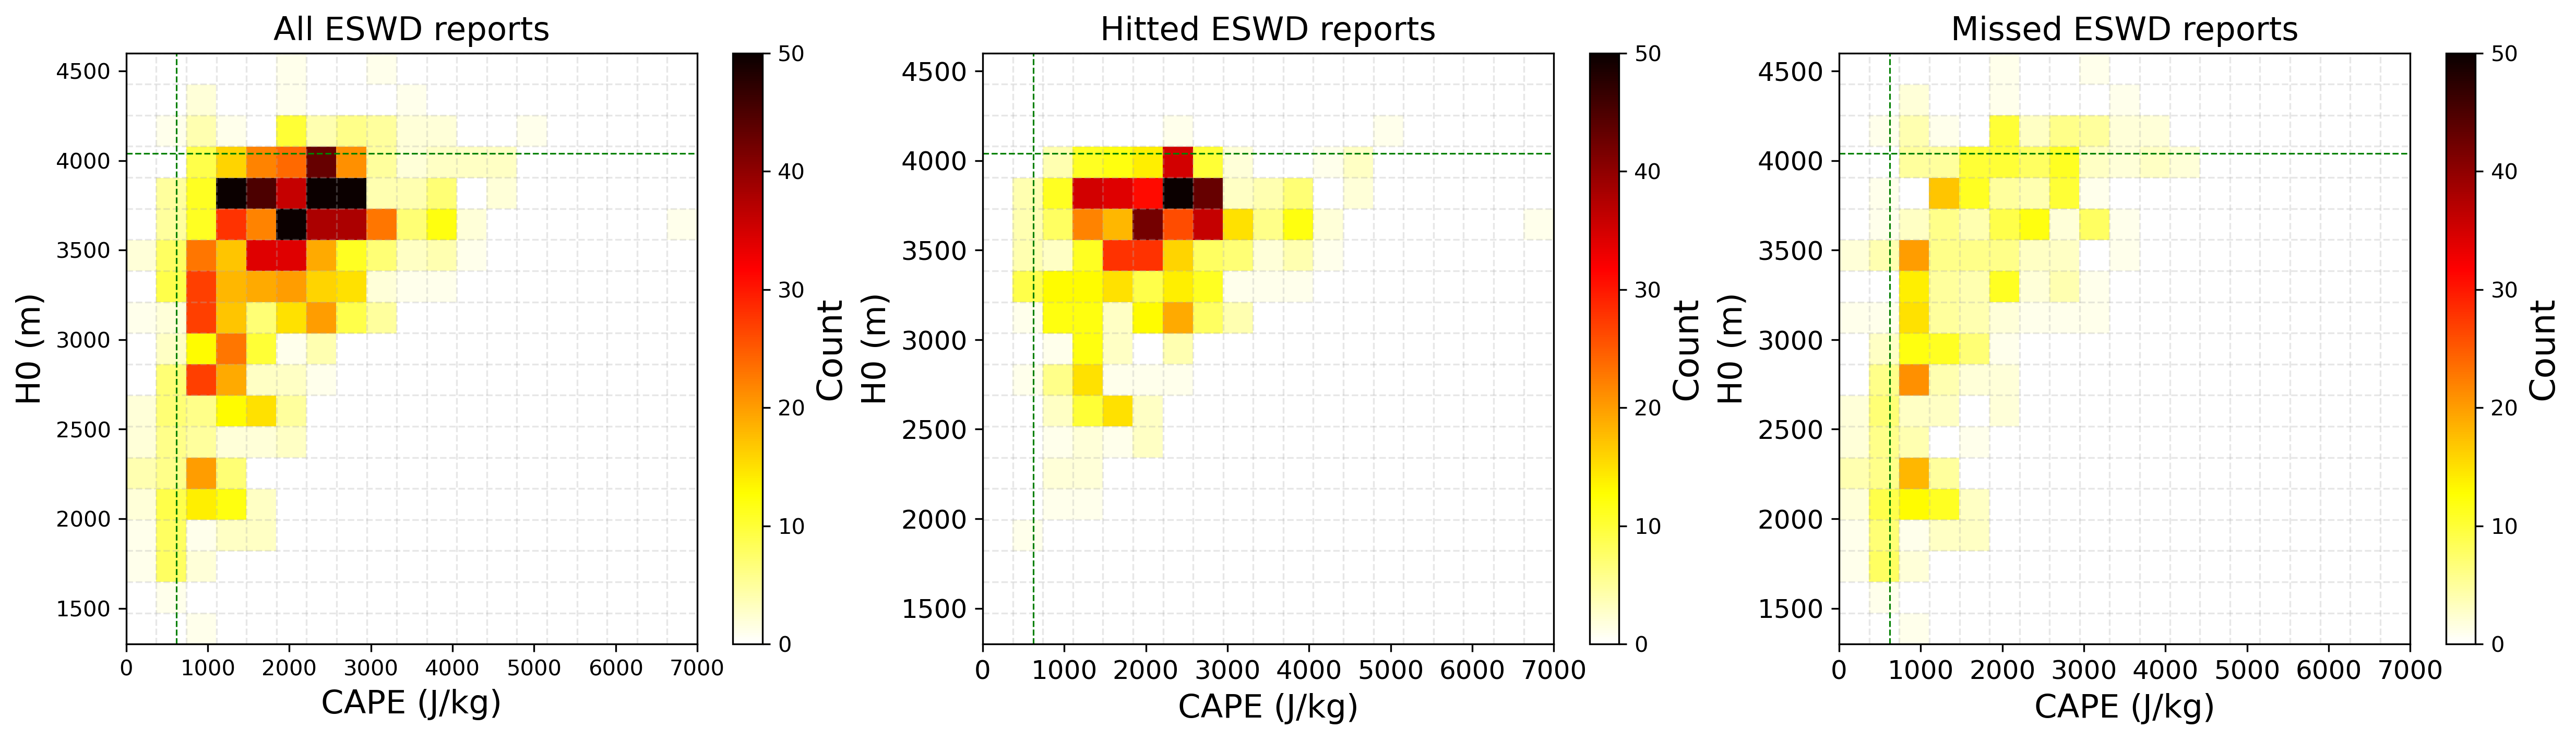 All ESWD reports
H0 (m)
4500
4000
3500
3000
2500
2000
1500
0 1000 2000 3000 4000 5000 6000 7000
CAPE (J/kg)
50
40
30
20
10
0
Count
Hitted ESWD reports
H0 (m)
4500
4000
3500
3000
2500
2000
1500
0 1000 2000 3000 4000 5000 6000 7000
CAPE (J/kg)
50
40
30
20
10
0
Count
Missed ESWD reports
H0 (m)
4500
4000
3500
3000
2500
2000
1500
0 1000 2000 3000 4000 5000 6000 7000
CAPE (J/kg)
50
40
30
20
10
0
Count